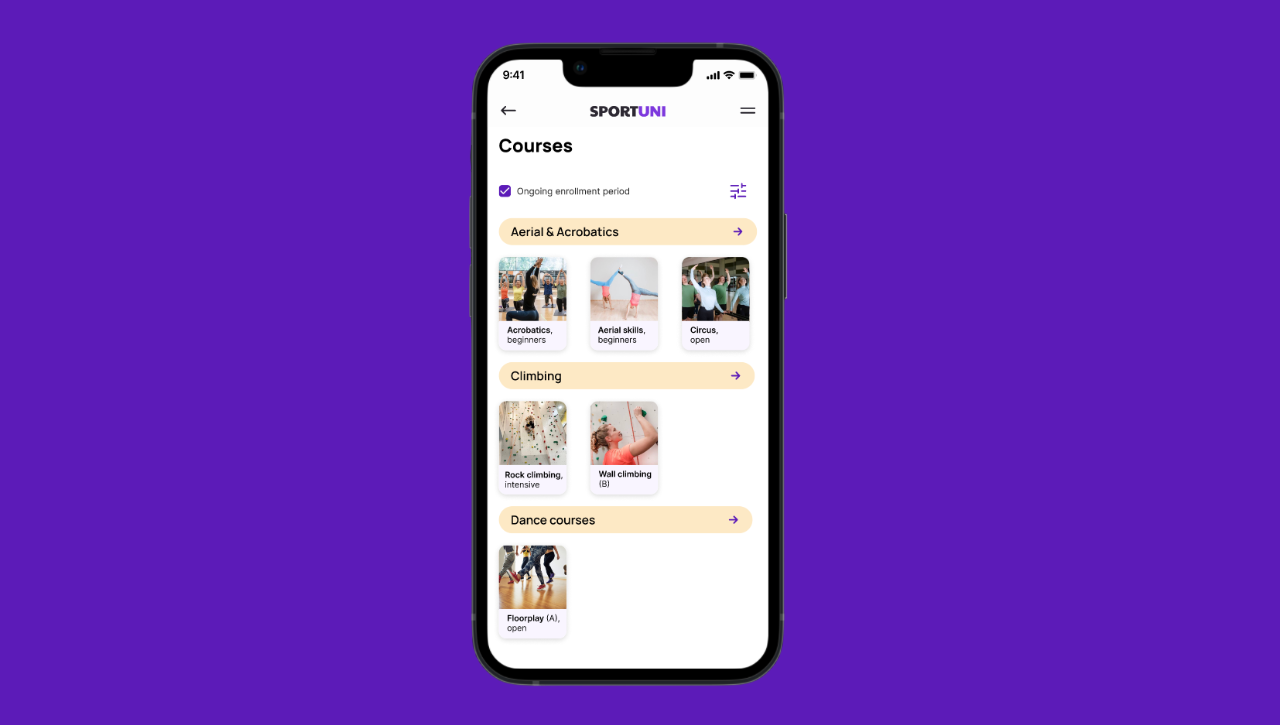 9:41
SPORTUNI
Courses
Ongoing enrollment period
Aerial & Acrobatics
Acrobatics,
beginners
Aerial skills,
beginners
Circus,
open
Climbing
Rock climbing,
intensive
Wall climbing
(B)
Dance courses
Floorplay (A),
open